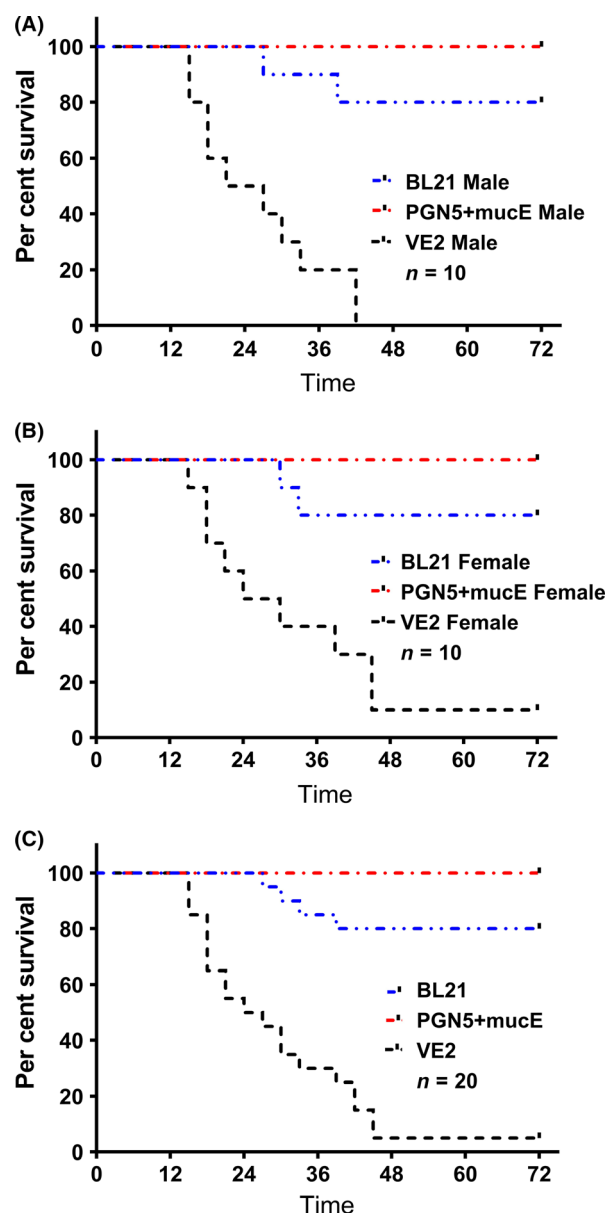 (A)
Per cent survival
100
80
60
40
20
0
BL21 Male
PGN5+mucE Male
VE2 Male
n = 10
0 12 24 36 48 60 72
Time
(B)
Per cent survival
100
80
60
40
20
0
BL21 Female
PGN5+mucE Female
VE2 Female
n = 10
0 12 24 36 48 60 72
Time
(C)
Per cent survival
100
80
60
40
20
0
BL21
PGN5+mucE
VE2
n = 20
0 12 24 36 48 60 72
Time